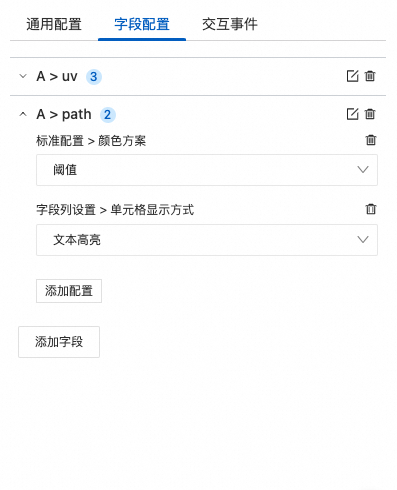 通用配置 字段配置 交互事件
A > uv 3
A > path 2
标准配置 > 颜色方案
阈值
字段列设置 > 单元格显示方式
文本高亮
添加配置
添加字段